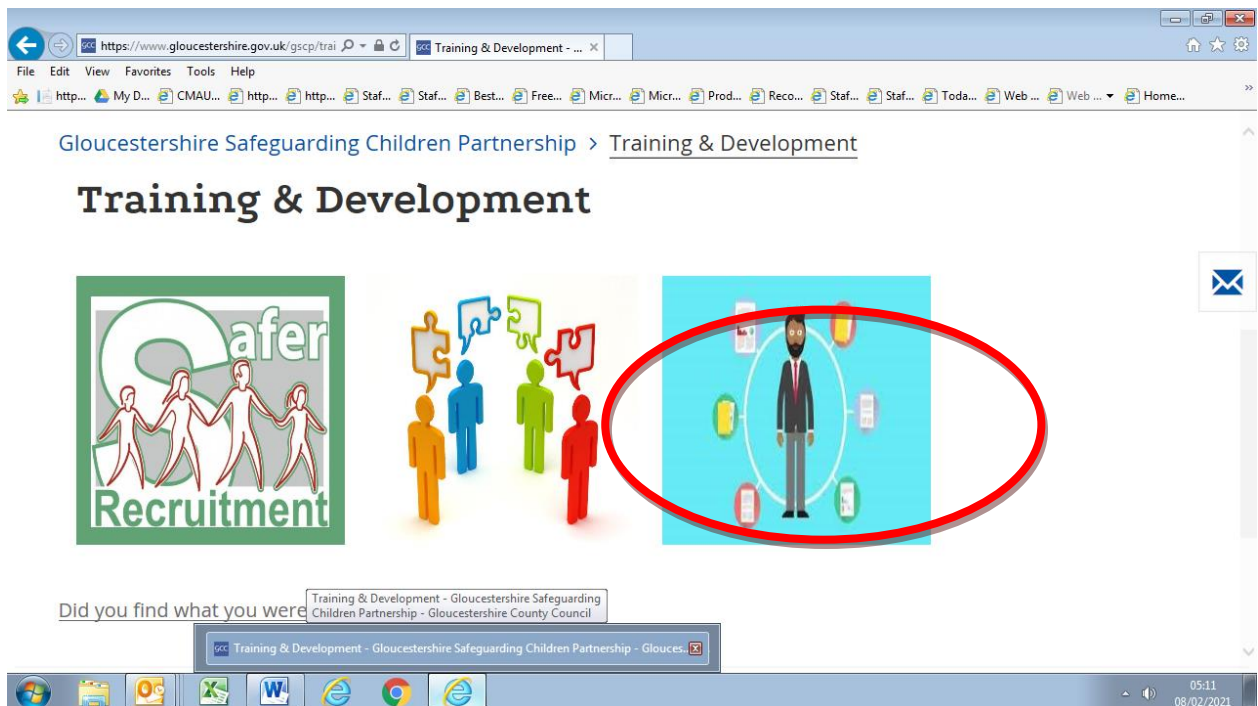 https://www.gloucestershire.gov.uk/gscp/trai
GCC Training & Development - ...
File Edit View Favorites Tools Help
http... My D... CMAU... http... http... Staf... Staf... Best... Free... Micr... Micr... Prod... Reco... Staf... Staf... Toda... Web ... Web ... Home...
Gloucestershire Safeguarding Children Partnership > Training & Development
Training & Development
Safer
Recruitment
Did you find what you were
Training & Development - Gloucestershire Safeguarding
Children Partnership - Gloucestershire County Council
GCC Training & Development - Gloucestershire Safeguarding Children Partnership - Glouces...
05:11
08/02/2021